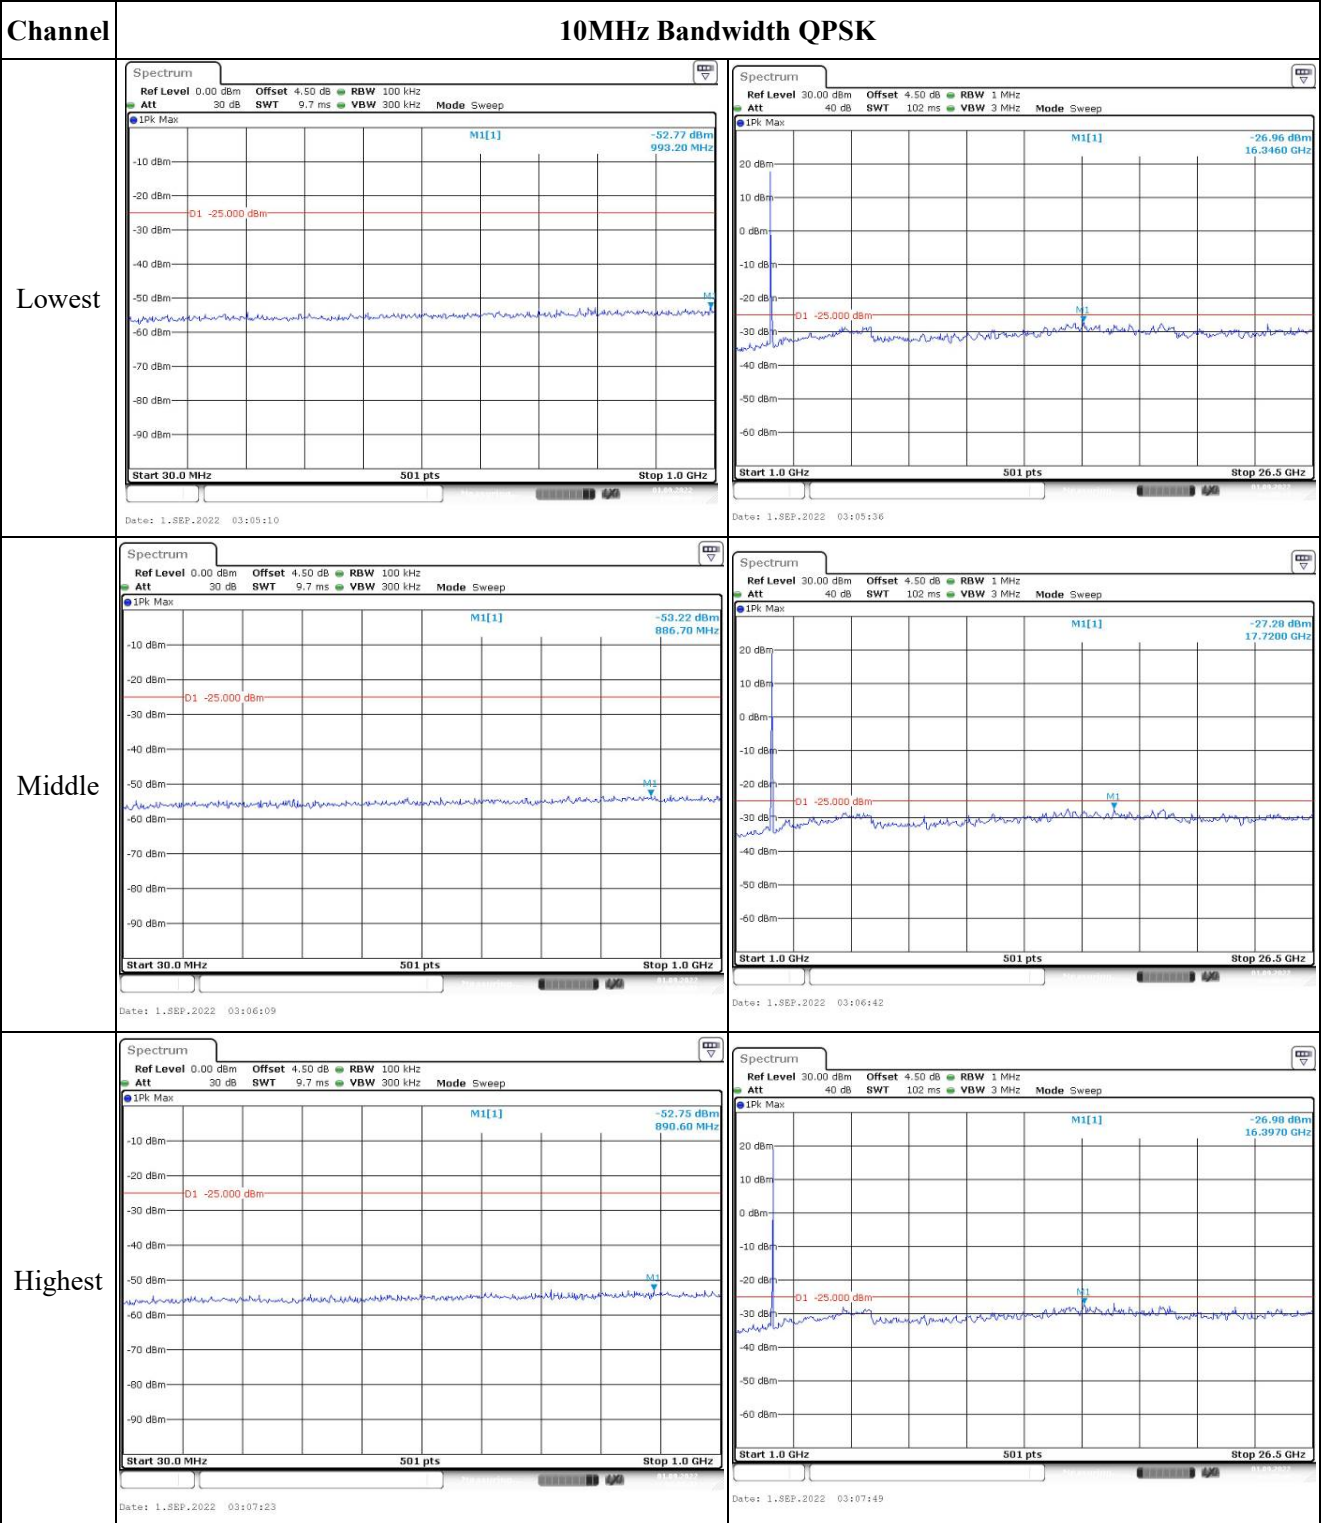 Channel 10MHz Bandwidth QPSK
Lowest
Spectrum
Ref Level 0.00 dBm Offset 4.50 dB RBW 100 kHz
Att 30 dB SWT 9.7 ms VBW 300 kHz Mode Sweep
1Pk Max
M1[1] -52.77 dBm
993.20 MHz
-10 dBm
-20 dBm
D1 -25.000 dBm
-30 dBm
-40 dBm
-50 dBm
-60 dBm
-70 dBm
-80 dBm
-90 dBm
Start 30.0 MHz 501 pts Stop 1.0 GHz
Date: 1.SEP.2022 03:05:10
Spectrum
Ref Level 30.00 dBm Offset 4.50 dB RBW 1 MHz
Att 40 dB SWT 102 ms VBW 3 MHz Mode Sweep
1Pk Max
M1[1] -26.96 dBm
16.3460 GHz
20 dBm
10 dBm
0 dBm
-10 dBm
-20 dBm
M1
D1 -25.000 dBm
-30 dBm
-40 dBm
-50 dBm
-60 dBm
Start 1.0 GHz 501 pts Stop 26.5 GHz
Date: 1.SEP.2022 03:05:36
Middle
Spectrum
Ref Level 0.00 dBm Offset 4.50 dB RBW 100 kHz
Att 30 dB SWT 9.7 ms VBW 300 kHz Mode Sweep
1Pk Max
M1[1] -53.22 dBm
886.70 MHz
-10 dBm
-20 dBm
D1 -25.000 dBm
-30 dBm
-40 dBm
-50 dBm
M1
-60 dBm
-70 dBm
-80 dBm
-90 dBm
Start 30.0 MHz 501 pts Stop 1.0 GHz
Date: 1.SEP.2022 03:06:09
Spectrum
Ref Level 30.00 dBm Offset 4.50 dB RBW 1 MHz
Att 40 dB SWT 102 ms VBW 3 MHz Mode Sweep
1Pk Max
M1[1] -27.20 dBm
17.7200 GHz
20 dBm
10 dBm
0 dBm
-10 dBm
-20 dBm
M1
D1 -25.000 dBm
-30 dBm
-40 dBm
-50 dBm
-60 dBm
Start 1.0 GHz 501 pts Stop 26.5 GHz
Date: 1.SEP.2022 03:06:42
Highest
Spectrum
Ref Level 0.00 dBm Offset 4.50 dB RBW 100 kHz
Att 30 dB SWT 9.7 ms VBW 300 kHz Mode Sweep
1Pk Max
M1[1] -52.75 dBm
890.60 MHz
-10 dBm
-20 dBm
D1 -25.000 dBm
-30 dBm
-40 dBm
-50 dBm
M1
-60 dBm
-70 dBm
-80 dBm
-90 dBm
Start 30.0 MHz 501 pts Stop 1.0 GHz
Date: 1.SEP.2022 03:07:23
Spectrum
Ref Level 30.00 dBm Offset 4.50 dB RBW 1 MHz
Att 40 dB SWT 102 ms VBW 3 MHz Mode Sweep
1Pk Max
M1[1] -26.98 dBm
16.3970 GHz
20 dBm
10 dBm
0 dBm
-10 dBm
-20 dBm
M1
D1 -25.000 dBm
-30 dBm
-40 dBm
-50 dBm
-60 dBm
Start 1.0 GHz 501 pts Stop 26.5 GHz
Date: 1.SEP.2022 03:07:49